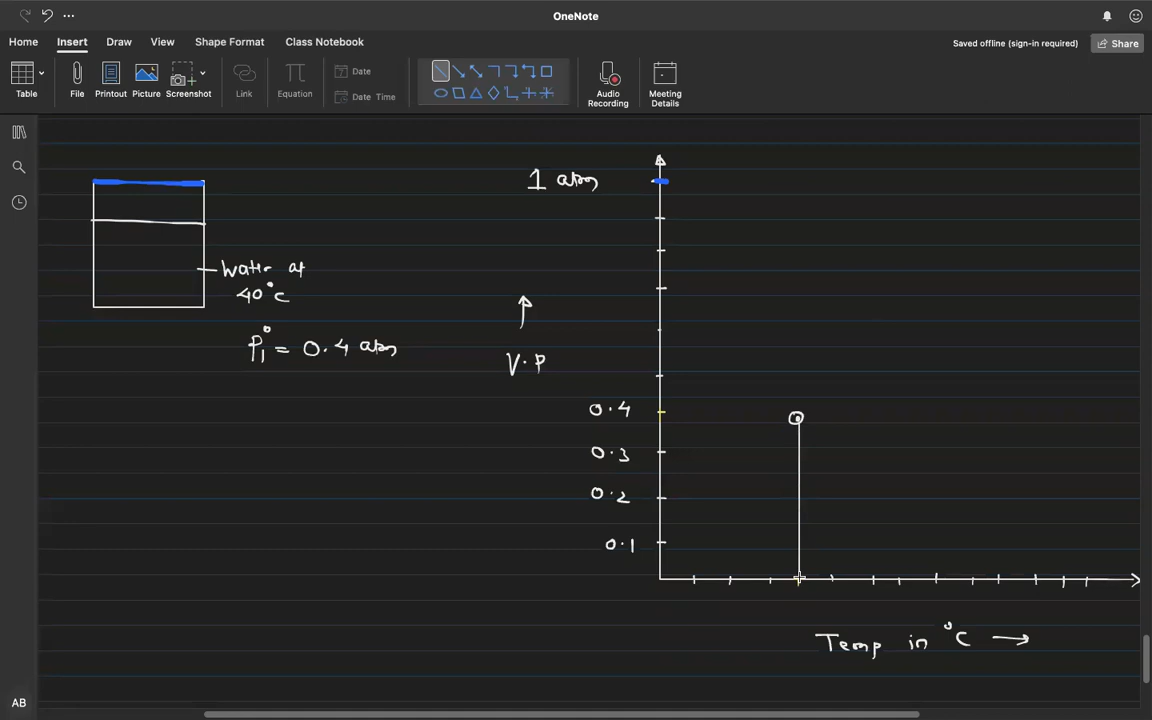 OneNote
Home Insert Draw View Shape Format Class Notebook
Saved offline (sign-in required) Share
Table File Printout Picture Screenshot Link Equation Date Date Time Audio Recording Meeting Details
1 atm
Water at
40°C
P₁° = 0.4 atm
V.P
0.4
0.3
0.2
0.1
Temp in °C →
AB